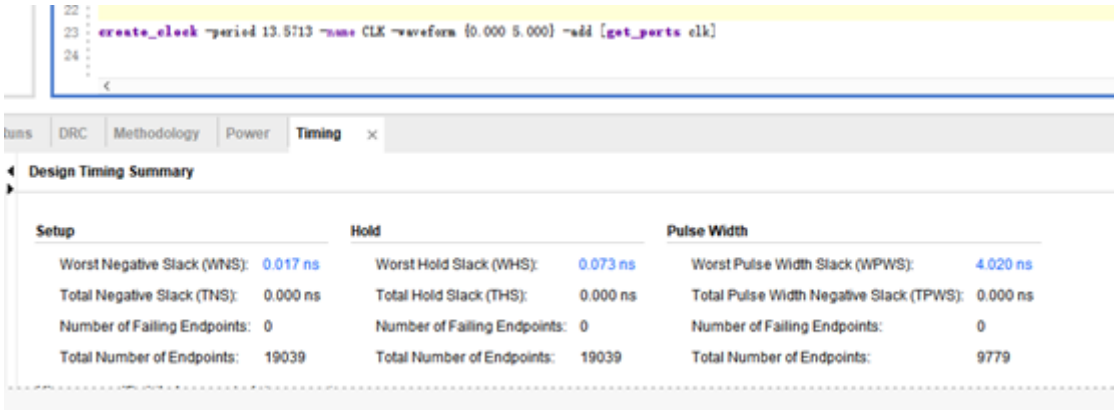 22
23 create_clock -period 13.5713 -name CLK -waveform {0.000 5.000} -add [get_ports clk]
24
Runs DRC Methodology Power Timing ×
Design Timing Summary
Setup Hold Pulse Width
Worst Negative Slack (WNS): 0.017 ns Worst Hold Slack (WHS): 0.073 ns Worst Pulse Width Slack (WPWS): 4.020 ns
Total Negative Slack (TNS): 0.000 ns Total Hold Slack (THS): 0.000 ns Total Pulse Width Negative Slack (TPWS): 0.000 ns
Number of Failing Endpoints: 0 Number of Failing Endpoints: 0 Number of Failing Endpoints: 0
Total Number of Endpoints: 19039 Total Number of Endpoints: 19039 Total Number of Endpoints: 9779